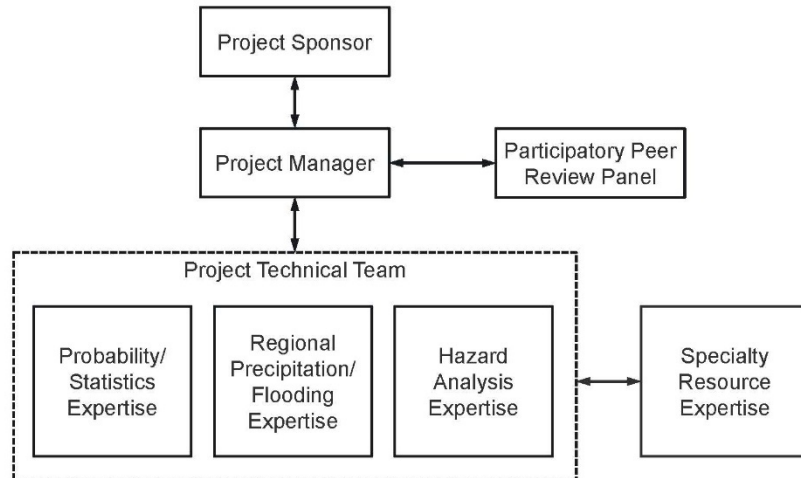 Project Sponsor
Project Manager
Participatory Peer
Review Panel
Project Technical Team
Probability/
Statistics
Expertise
Regional
Precipitation/
Flooding
Expertise
Hazard
Analysis
Expertise
Specialty
Resource
Expertise